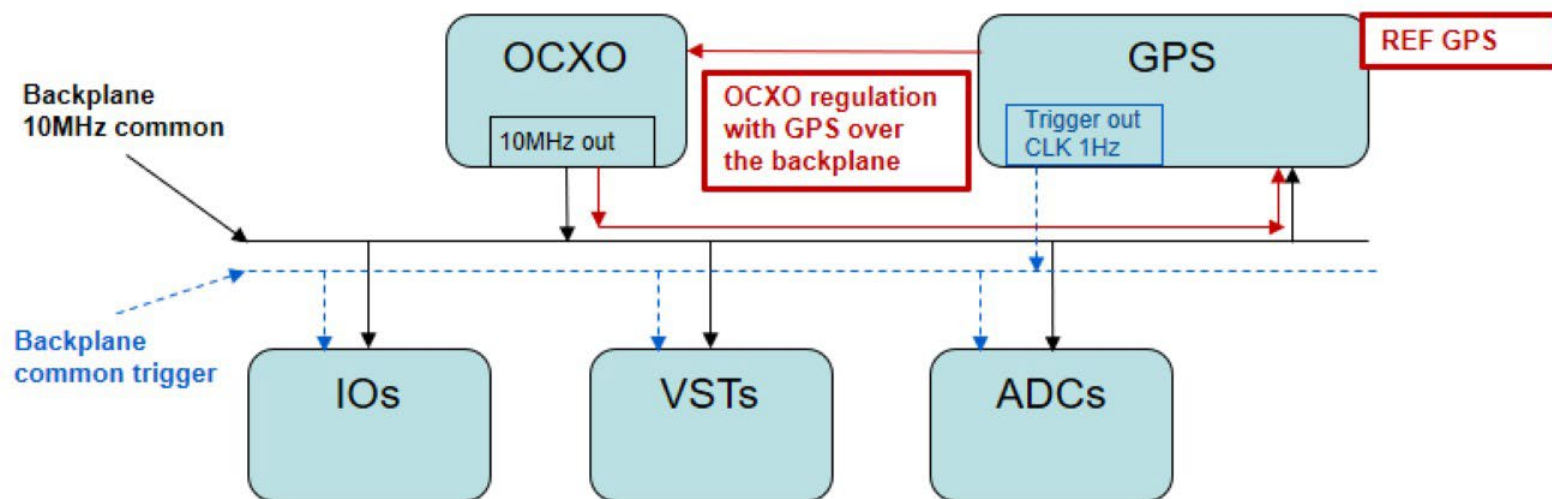 OCXO
10MHz out
GPS
REF GPS
Trigger out
CLK 1Hz
OCXO regulation
with GPS over
the backplane
Backplane
10MHz common
Backplane
common trigger
IOs
VSTs
ADCs